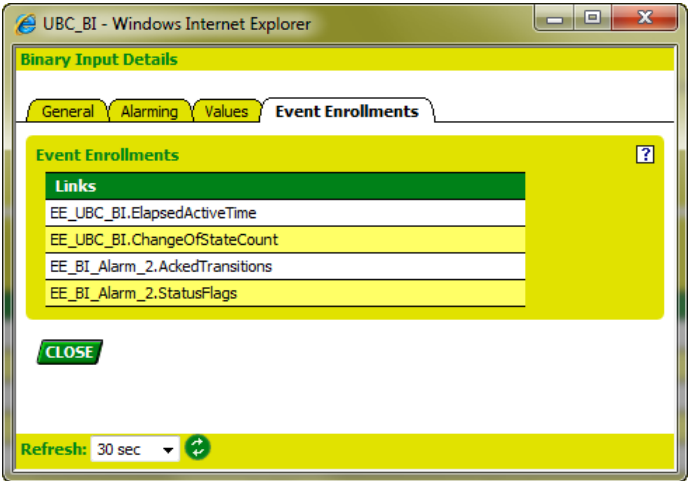 UBC_BI - Windows Internet Explorer
Binary Input Details
General Alarming Values Event Enrollments
Event Enrollments ?
Links
EE_UBC_BI.ElapsedActiveTime
EE_UBC_BI.ChangeOfStateCount
EE_BI_Alarm_2.AckedTransitions
EE_BI_Alarm_2.StatusFlags
CLOSE
Refresh: 30 sec